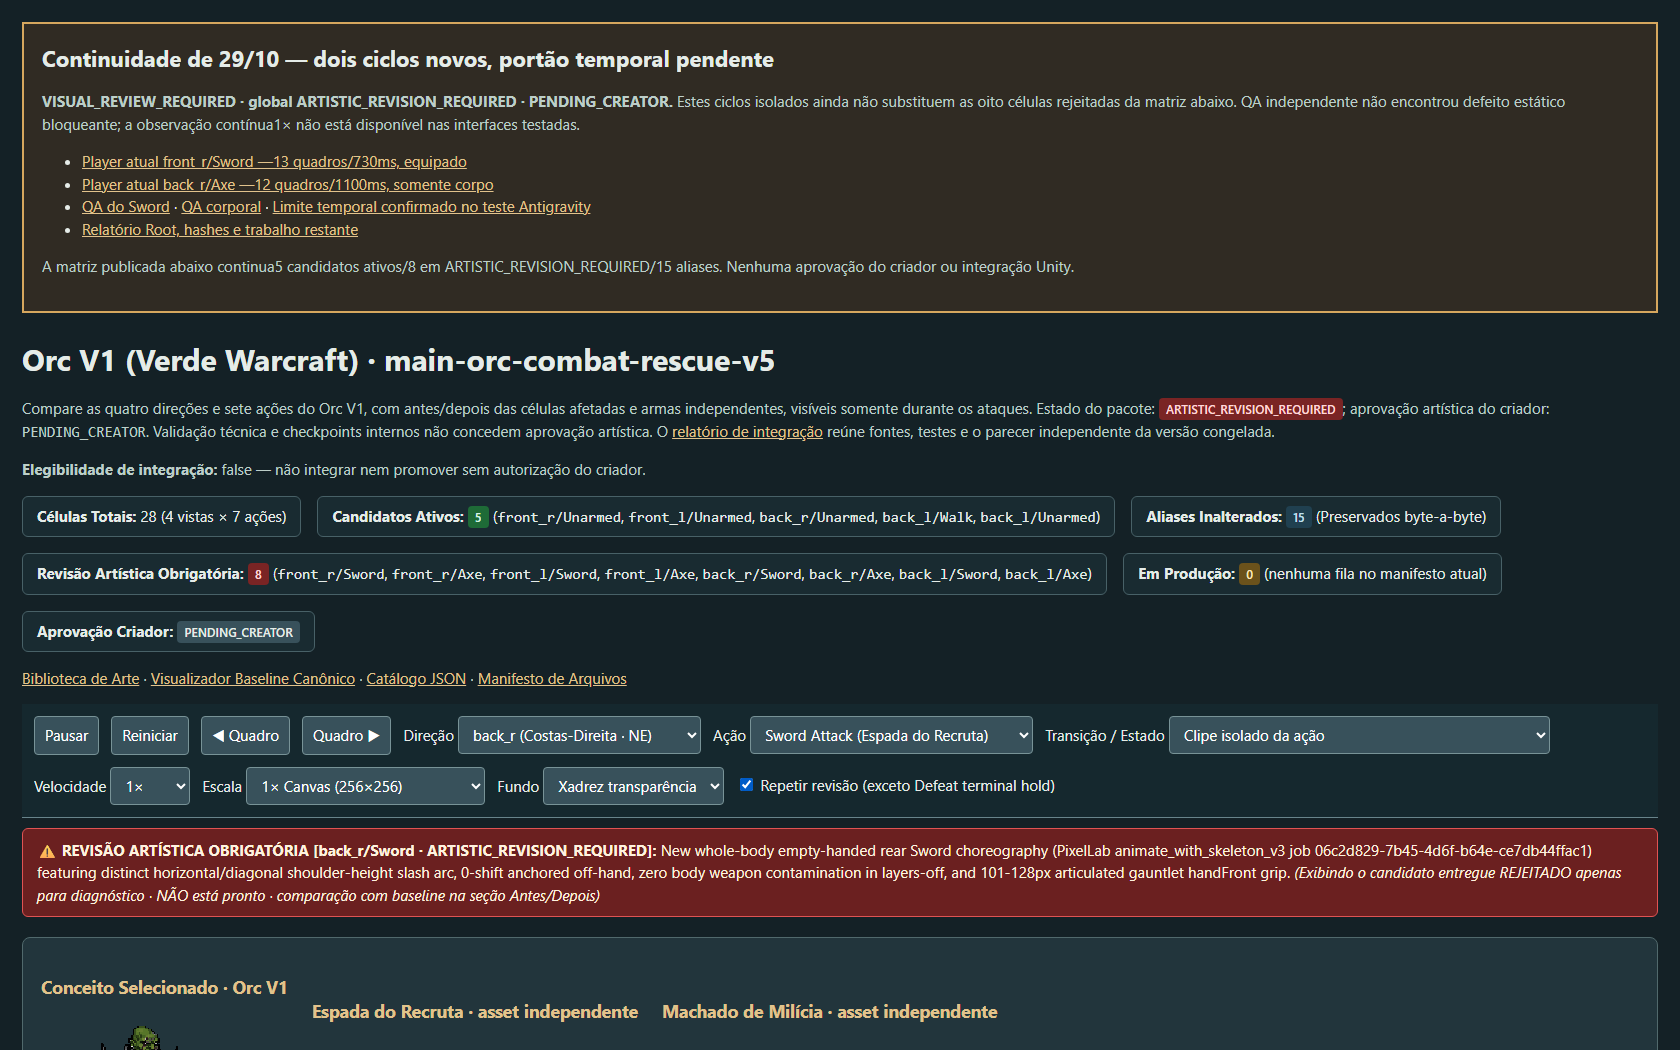 Continuidade de 29/10 — dois ciclos novos, portão temporal pendente
VISUAL_REVIEW_REQUIRED · global ARTISTIC_REVISION_REQUIRED · PENDING_CREATOR. Estes ciclos isolados ainda não substituem as oito células rejeitadas da matriz abaixo. QA independente não encontrou defeito estático
bloqueante; a observação contínua1× não está disponível nas interfaces testadas.
• Player atual front_r/Sword —13 quadros/730ms, equipado
• Player atual back_r/Axe —12 quadros/1100ms, somente corpo
• QA do Sword · QA corporal · Limite temporal confirmado no teste Antigravity
• Relatório Root, hashes e trabalho restante
A matriz publicada abaixo continua5 candidatos ativos/8 em ARTISTIC_REVISION_REQUIRED/15 aliases. Nenhuma aprovação do criador ou integração Unity.
Orc V1 (Verde Warcraft) · main-orc-combat-rescue-v5
Compare as quatro direções e sete ações do Orc V1, com antes/depois das células afetadas e armas independentes, visíveis somente durante os ataques. Estado do pacote: ARTISTIC_REVISION_REQUIRED; aprovação artística do criador:
PENDING_CREATOR. Validação técnica e checkpoints internos não concedem aprovação artística. O relatório de integração reúne fontes, testes e o parecer independente da versão congelada.
Elegibilidade de integração: false — não integrar nem promover sem autorização do criador.
Células Totais: 28 (4 vistas × 7 ações) Candidatos Ativos: 5 (front_r/Unarmed, front_l/Unarmed, back_r/Unarmed, back_l/Walk, back_l/Unarmed) Aliases Inalterados: 15 (Preservados byte-a-byte)
Revisão Artística Obrigatória: 8 (front_r/Sword, front_r/Axe, front_l/Sword, front_l/Axe, back_r/Sword, back_r/Axe, back_l/Sword, back_l/Axe) Em Produção: 0 (nenhuma fila no manifesto atual)
Aprovação Criador: PENDING_CREATOR
Biblioteca de Arte · Visualizador Baseline Canônico · Catálogo JSON · Manifesto de Arquivos
Pausar Reiniciar ◀ Quadro Quadro ▶ Direção back_r (Costas-Direita · NE) Ação Sword Attack (Espada do Recruta) Transição / Estado Clipe isolado da ação
Velocidade 1× Escala 1× Canvas (256×256) Fundo Xadrez transparência Repetir revisão (exceto Defeat terminal hold)
⚠ REVISÃO ARTÍSTICA OBRIGATÓRIA [back_r/Sword · ARTISTIC_REVISION_REQUIRED]: New whole-body empty-handed rear Sword choreography (PixelLab animate_with_skeleton_v3 job 06c2d829-7b45-4d6f-b64e-ce7db44ffac1)
featuring distinct horizontal/diagonal shoulder-height slash arc, 0-shift anchored off-hand, zero body weapon contamination in layers-off, and 101-128px articulated gauntlet handFront grip. (Exibindo o candidato entregue REJEITADO apenas
para diagnóstico · NÃO está pronto · comparação com baseline na seção Antes/Depois)
Conceito Selecionado · Orc V1
Espada do Recruta · asset independente Machado de Milícia · asset independente